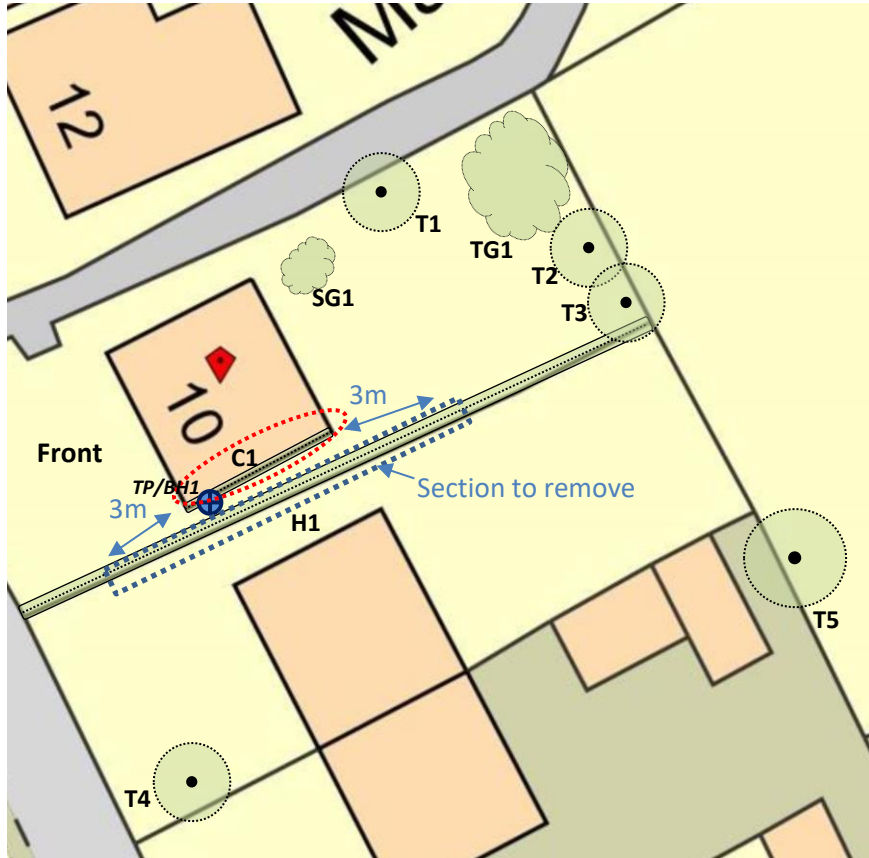 Mu
12
T1
TG1
T2
SG1
T3
3m
10
Front
C1
TP/BH1
Section to remove
3m
H1
T5
T4